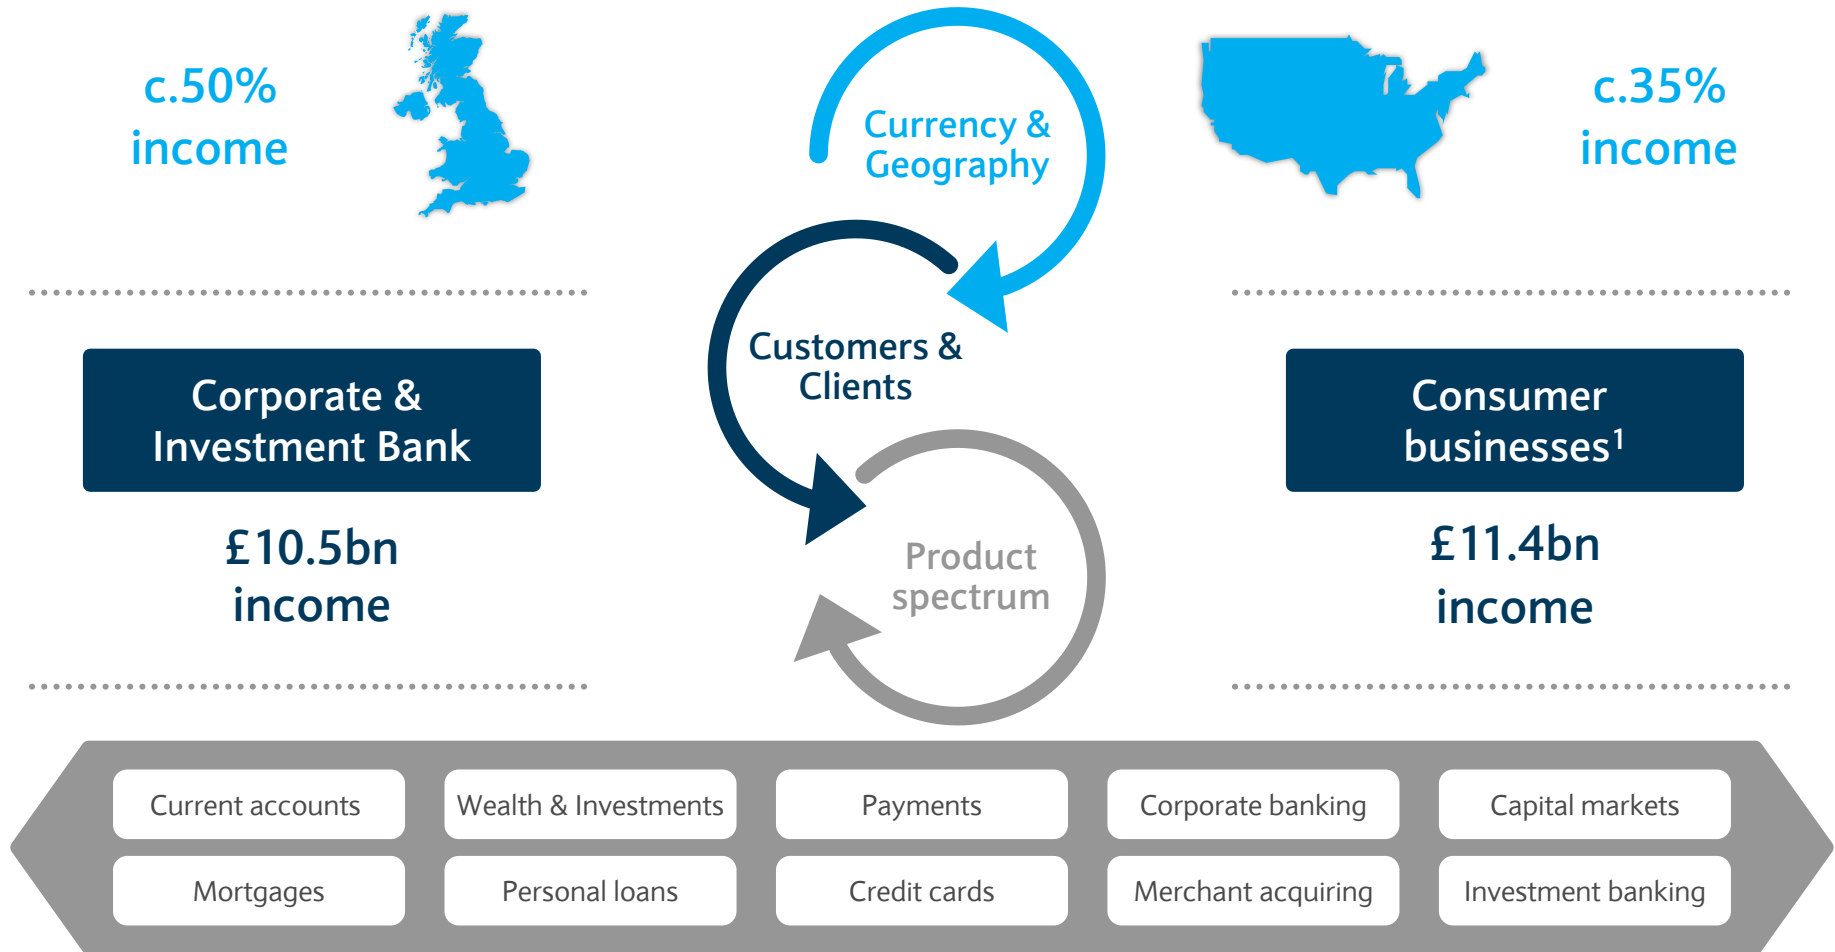 c.50%
income
Currency &
Geography
c.35%
income
Customers &
Clients
Corporate &
Investment Bank
£10.5bn
income
Consumer
businesses¹
£11.4bn
income
Product
spectrum
Current accounts
Wealth & Investments
Payments
Corporate banking
Capital markets
Mortgages
Personal loans
Credit cards
Merchant acquiring
Investment banking